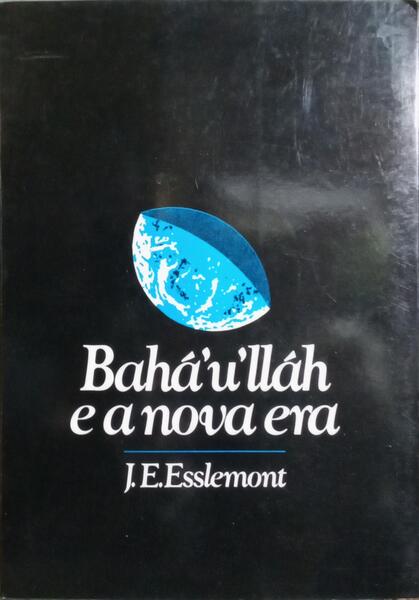 Bahá'u'lláh
e a nova era
J. E. Esslemont